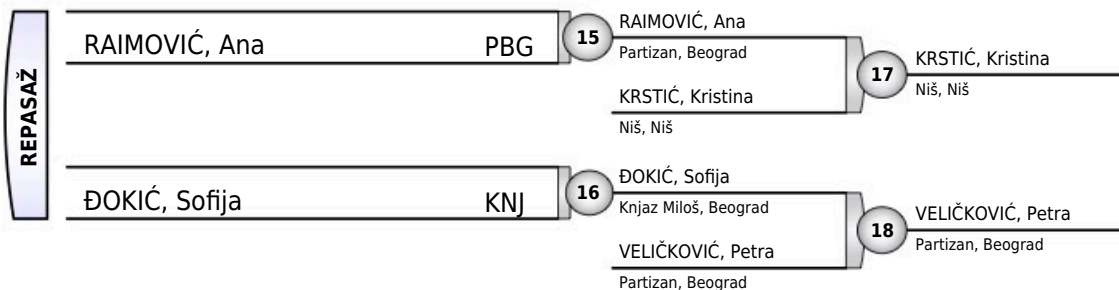 REPASAŽ
RAIMOVIĆ, Ana PBG
15
RAIMOVIĆ, Ana
Partizan, Beograd
KRSTIĆ, Kristina
Niš, Niš
17
KRSTIĆ, Kristina
Niš, Niš
ĐOKIĆ, Sofija KNJ
16
ĐOKIĆ, Sofija
Knjaz Miloš, Beograd
VELIČKOVIĆ, Petra
Partizan, Beograd
18
VELIČKOVIĆ, Petra
Partizan, Beograd